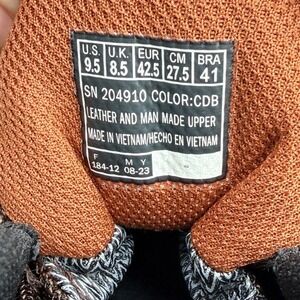 U.S. U.K. EUR CM BRA
9.5 8.5 42.5 27.5 41
SN 204910 COLOR:CDB
LEATHER AND MAN MADE UPPER
MADE IN VIETNAM/HECHO EN VIETNAM
F M Y
184-12 08-23